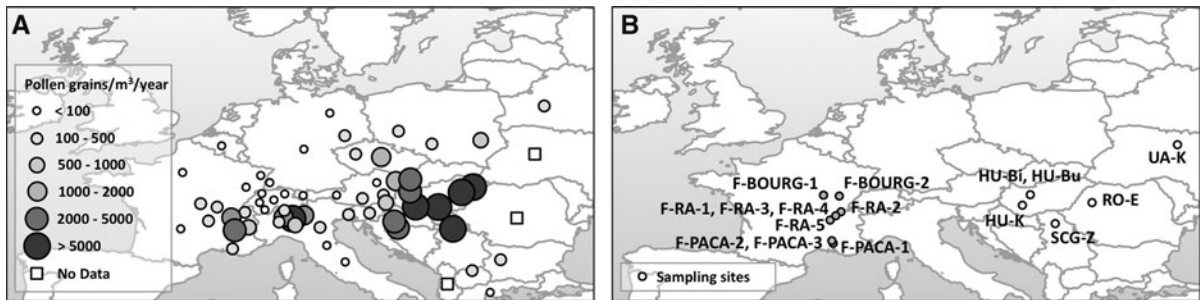 A
Pollen grains/m³/year
< 100
100 - 500
500 - 1000
1000 - 2000
2000 - 5000
> 5000
No Data
B
UA-K
HU-Bi, HU-Bu
F-BOURG-1
F-BOURG-2
RO-E
F-RA-1, F-RA-3, F-RA-4
F-RA-2
F-RA-5
HU-K
SCG-Z
F-PACA-2, F-PACA-3
F-PACA-1
Sampling sites